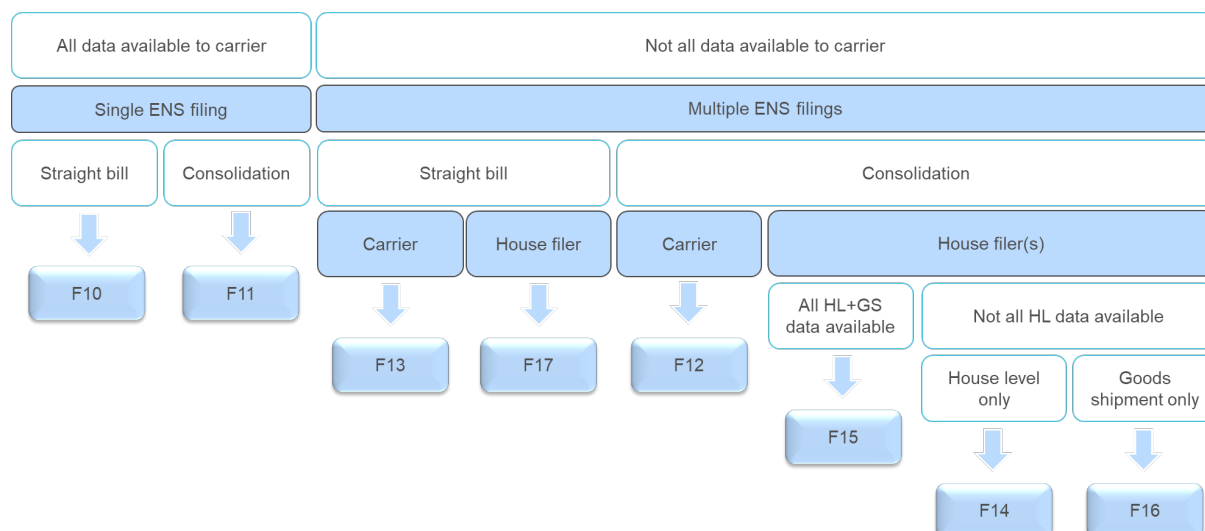 All data available to carrier
Not all data available to carrier
Single ENS filing
Multiple ENS filings
Straight bill
Consolidation
Straight bill
Consolidation
Carrier
House filer
Carrier
House filer(s)
F10
F11
All HL+GS
data available
Not all HL data available
F13
F17
F12
House level
only
Goods
shipment only
F15
F14
F16